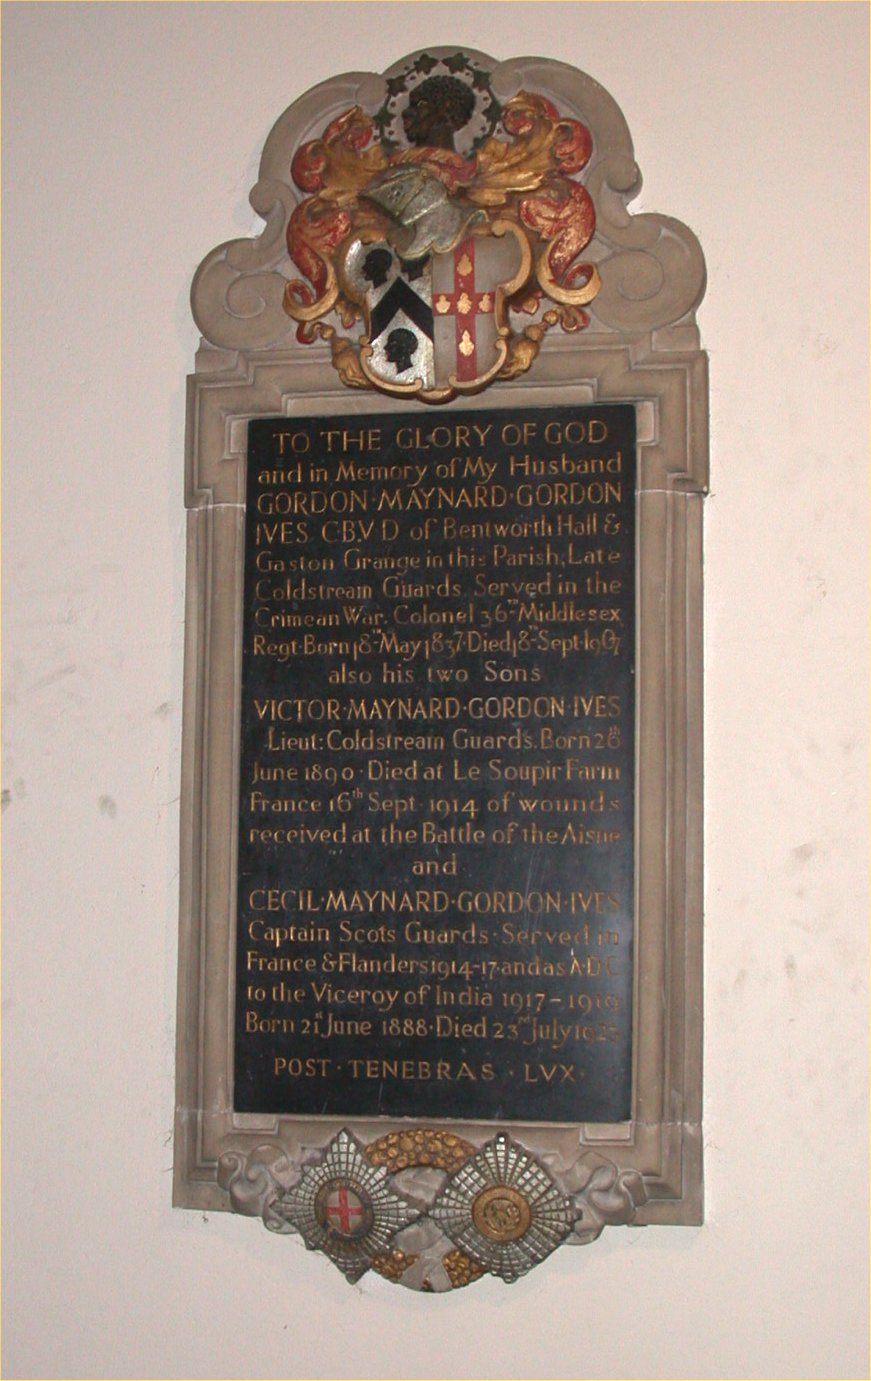 TO THE GLORY OF GOD
and in Memory of My Husband
GORDON·MAYNARD·GORDON
IVES C·B·V·D of Bentworth Hall &
Gaston Grange in this Parish, Late
Coldstream Guards. Served in the
Crimean War. Colonel 36TH Middlesex
Regt·Born 18TH May 1837·Died 18TH Sept·1907
also his two Sons
VICTOR·MAYNARD·GORDON·IVES
Lieut: Coldstream Guards. Born 26th
June 1890·Died at Le Soupir Farm
France 16th Sept· 1914 of wounds
received at the Battle of the Aisne
and
CECIL·MAYNARD·GORDON·IVES
Captain Scots Guards·Served in
France & Flanders 1914-17 and as A·D·C
to the Viceroy of India 1917–1919
Born 21st June 1888·Died 23rd July
POST·TENEBRAS·LVX·